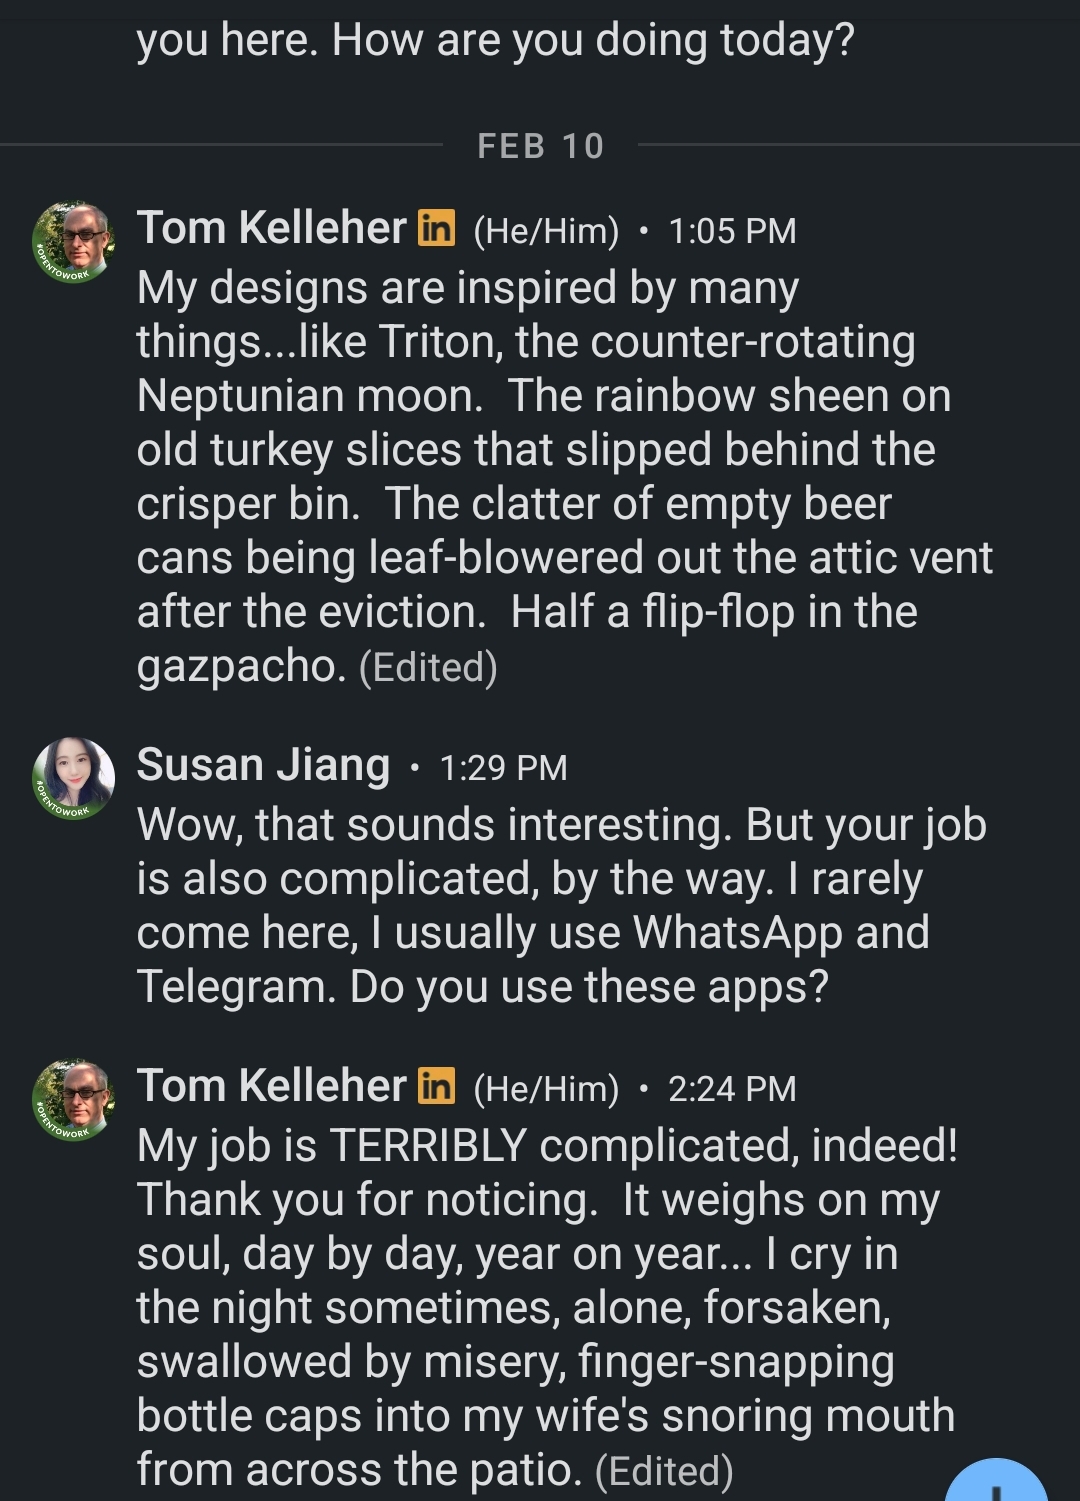 you here. How are you doing today?
FEB 10
Tom Kelleher in (He/Him) • 1:05 PM
My designs are inspired by many
things...like Triton, the counter-rotating
Neptunian moon.  The rainbow sheen on
old turkey slices that slipped behind the
crisper bin.  The clatter of empty beer
cans being leaf-blowered out the attic vent
after the eviction.  Half a flip-flop in the
gazpacho. (Edited)
#OPENTOWORK
Susan Jiang • 1:29 PM
Wow, that sounds interesting. But your job
is also complicated, by the way. I rarely
come here, I usually use WhatsApp and
Telegram. Do you use these apps?
#OPENTOWORK
Tom Kelleher in (He/Him) • 2:24 PM
My job is TERRIBLY complicated, indeed!
Thank you for noticing.  It weighs on my
soul, day by day, year on year... I cry in
the night sometimes, alone, forsaken,
swallowed by misery, finger-snapping
bottle caps into my wife's snoring mouth
from across the patio. (Edited)
#OPENTOWORK